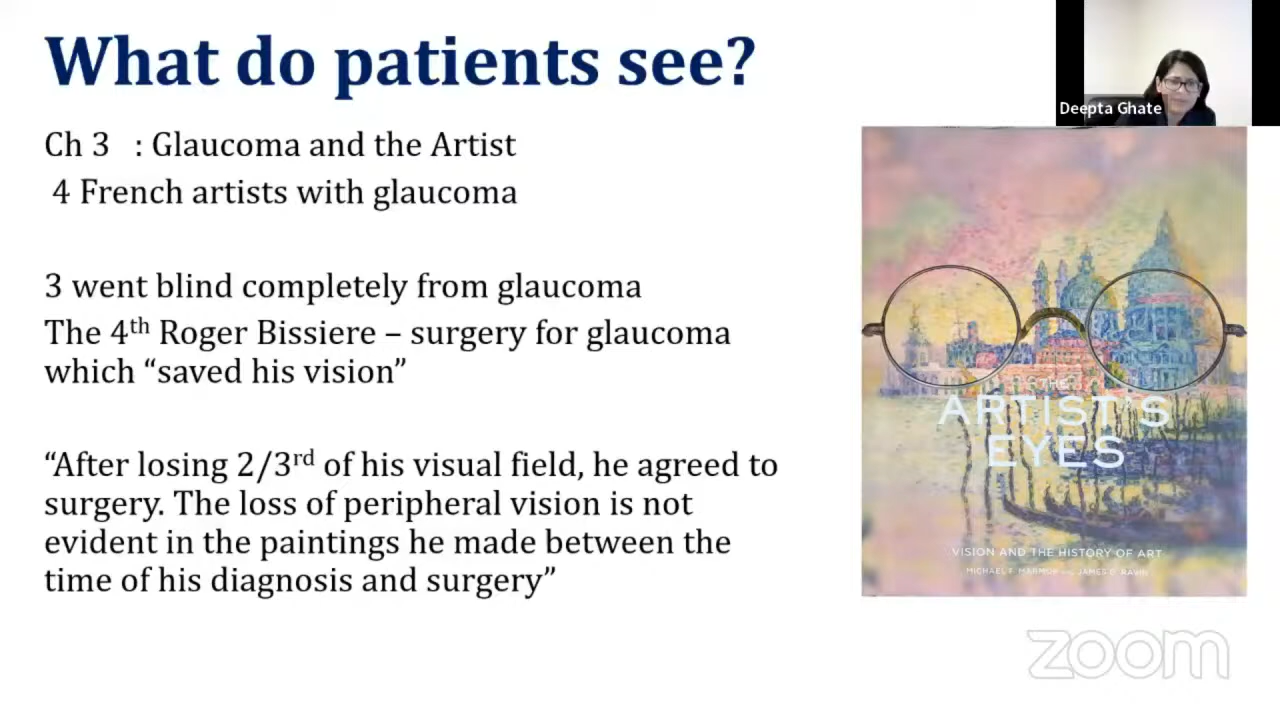 What do patients see?
Deepta Ghate
Ch 3 : Glaucoma and the Artist
4 French artists with glaucoma
3 went blind completely from glaucoma
The 4th Roger Bissiere – surgery for glaucoma
which “saved his vision”
“After losing 2/3rd of his visual field, he agreed to
surgery. The loss of peripheral vision is not
evident in the paintings he made between the
time of his diagnosis and surgery”
THE
ARTIST'S
EYES
VISION AND THE HISTORY OF ART
MICHAEL F. MARMOR AND JAMES G. RAVIN
zoom